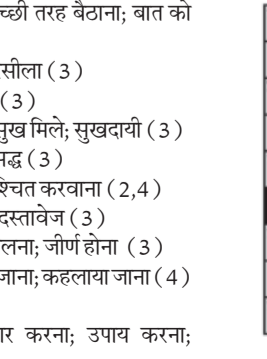 च्छी तरह बैठाना; बात को
सीला ( 3 )
( 3 )
सुख मिले; सुखदायी ( 3 )
द्ध ( 3 )
श्चित करवाना ( 2,4 )
दस्तावेज ( 3 )
लना; जीर्ण होना ( 3 )
जाना; कहलाया जाना ( 4 )
ार करना; उपाय करना;